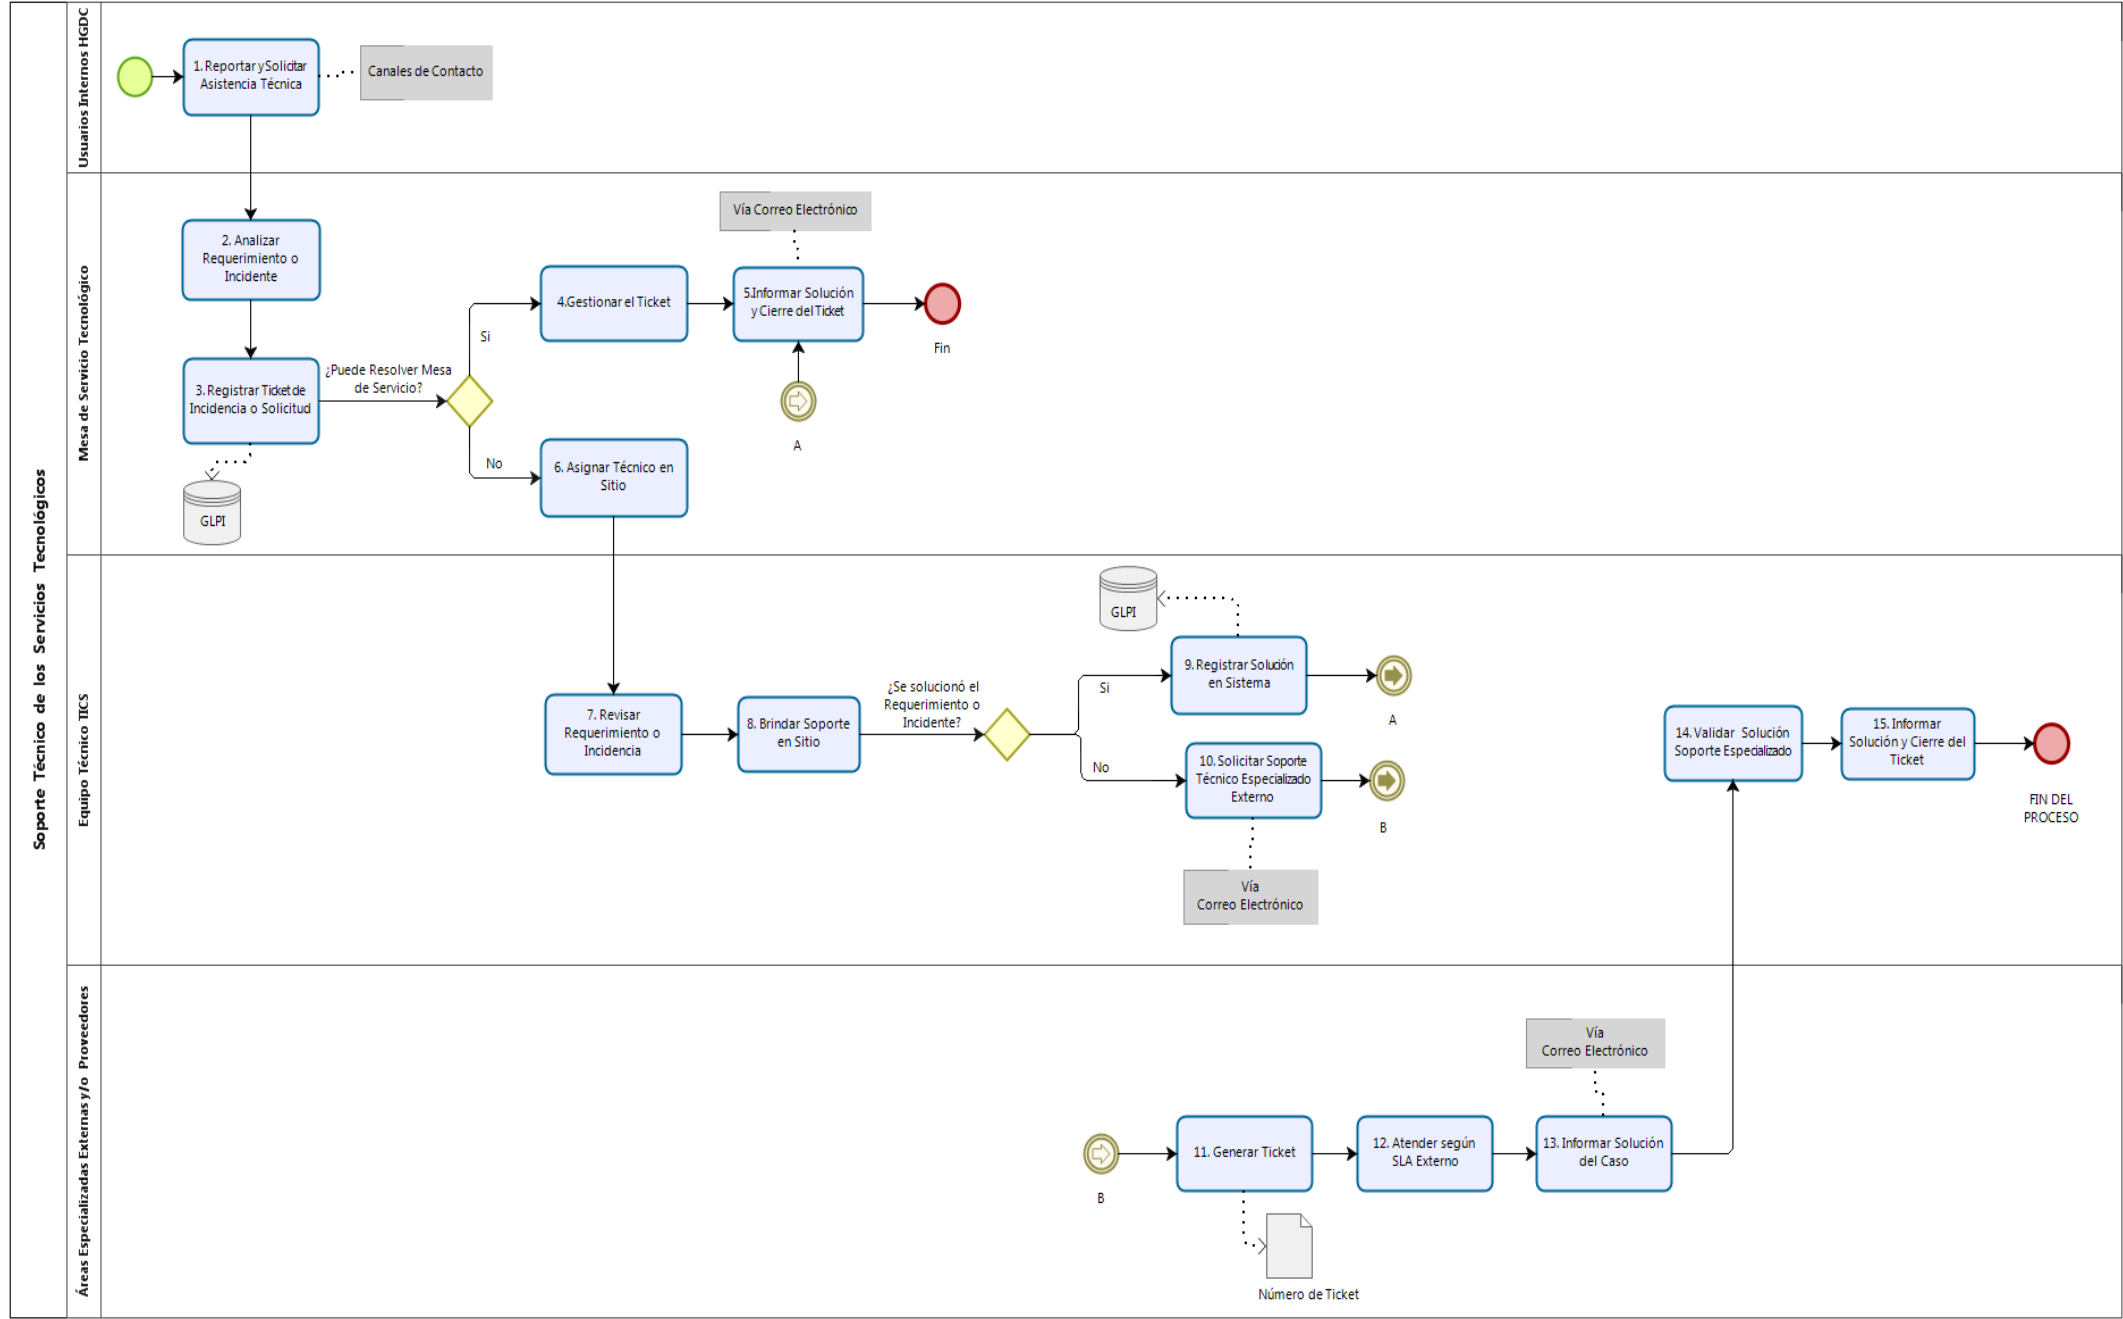 Soporte Técnico de los Servicios Tecnológicos
Usuarios Internos HGDC
1. Reportar y Solicitar
Asistencia Técnica
Canales de Contacto
Mesa de Servicio Tecnológico
2. Analizar
Requerimiento o
Incidente
3. Registrar Ticket de
Incidencia o Solicitud
GLPI
¿Puede Resolver Mesa
de Servicio?
Si
No
4.Gestionar el Ticket
Vía Correo Electrónico
5.Informar Solución
y Cierre del Ticket
Fin
A
6. Asignar Técnico en
Sitio
Equipo Técnico TICS
7. Revisar
Requerimiento o
Incidencia
8. Brindar Soporte
en Sitio
¿Se solucionó el
Requerimiento o
Incidente?
Si
No
GLPI
9. Registrar Solución
en Sistema
A
10. Solicitar Soporte
Técnico Especializado
Externo
B
Vía
Correo Electrónico
14. Validar Solución
Soporte Especializado
15. Informar
Solución y Cierre del
Ticket
FIN DEL
PROCESO
Áreas Especializadas Externas y/o Proveedores
B
11. Generar Ticket
Número de Ticket
12. Atender según
SLA Externo
13. Informar Solución
del Caso
Vía
Correo Electrónico